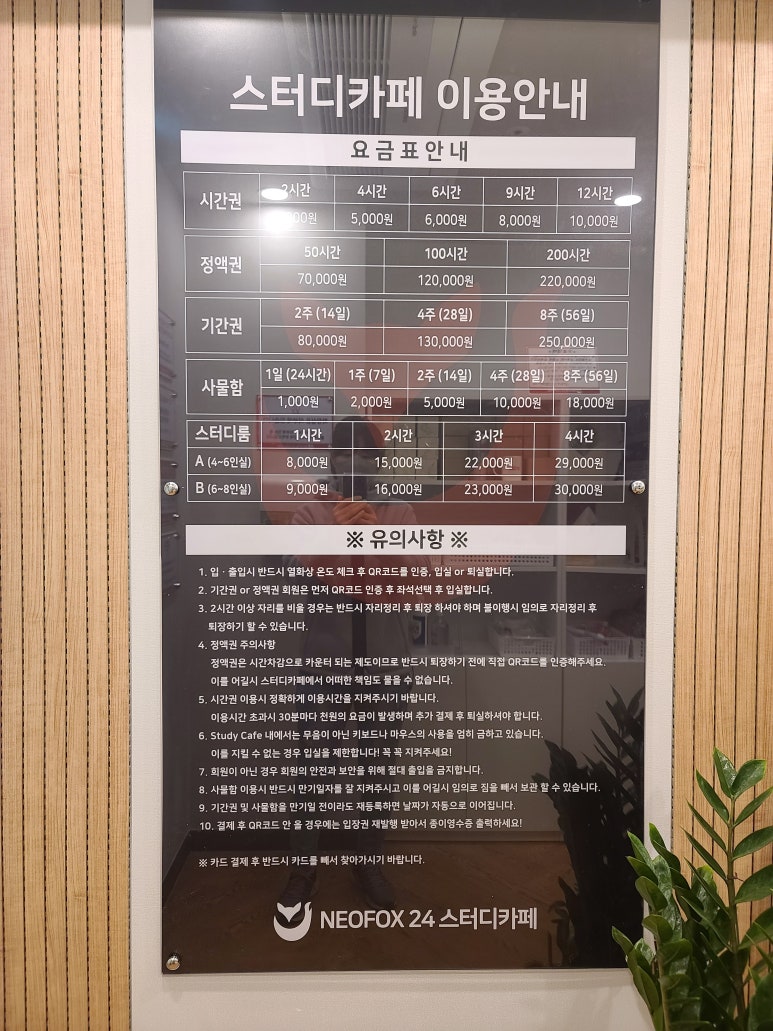 스터디카페 이용안내
요금표안내
시간권 2시간 4시간 6시간 9시간 12시간
5,000원 6,000원 8,000원 10,000원
정액권 50시간 100시간 200시간
70,000원 120,000원 220,000원
기간권 2주 (14일) 4주 (28일) 8주 (56일)
80,000원 130,000원 250,000원
사물함 1일 (24시간) 1주 (7일) 2주 (14일) 4주 (28일) 8주 (56일)
1,000원 2,000원 5,000원 10,000원 18,000원
스터디룸 1시간 2시간 3시간 4시간
A (4~6인실) 8,000원 15,000원 22,000원 29,000원
B (6~8인실) 9,000원 16,000원 23,000원 30,000원
※ 유의사항 ※
1. 입 · 출입시 반드시 열화상 온도 체크 후 QR코드를 인증, 입실 or 퇴실합니다.
2. 기간권 or 정액권 회원은 먼저 QR코드 인증 후 좌석선택 후 입실합니다.
3. 2시간 이상 자리를 비울 경우는 반드시 자리정리 후 퇴장 하셔야 하며 불이행시 임의로 자리정리 후
퇴장하기 할 수 있습니다.
4. 정액권 주의사항
정액권은 시간차감으로 카운터 되는 제도이므로 반드시 퇴장하기 전에 직접 QR코드를 인증해주세요.
이를 어길시 스터디카페에서 어떠한 책임도 물을 수 없습니다.
5. 시간권 이용시 정확하게 이용시간을 지켜주시기 바랍니다.
이용시간 초과시 30분마다 천원의 요금이 발생하며 추가 결제 후 퇴실하셔야 합니다.
6. Study Cafe 내에서는 무음이 아닌 키보드나 마우스의 사용을 엄히 금하고 있습니다.
이를 지킬 수 없는 경우 입실을 제한합니다! 꼭 꼭 지켜주세요!
7. 회원이 아닌 경우 회원의 안전과 보안을 위해 절대 출입을 금지합니다.
8. 사물함 이용시 반드시 만기일자를 잘 지켜주시고 이를 어길시 임의로 짐을 빼서 보관 할 수 있습니다.
9. 기간권 및 사물함을 만기일 전이라도 재등록하면 날짜가 자동으로 이어집니다.
10. 결제 후 QR코드 안 올 경우에는 입장권 재발행 받아서 종이영수증 출력하세요!
※ 카드 결제 후 반드시 카드를 빼서 찾아가시기 바랍니다.
NEOFOX 24 스터디카페